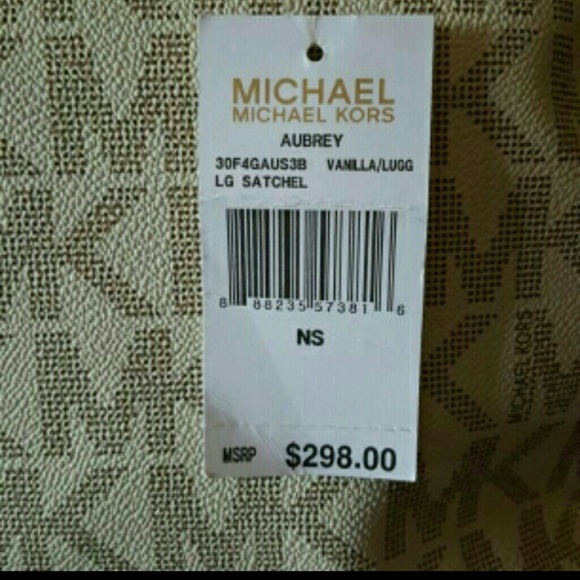 MICHAEL
MICHAEL KORS
AUBREY
30F4GAUS3B VANILLA/LUGG
LG SATCHEL
8 88235 57381 6
NS
MSRP $298.00
MICHAEL KORS